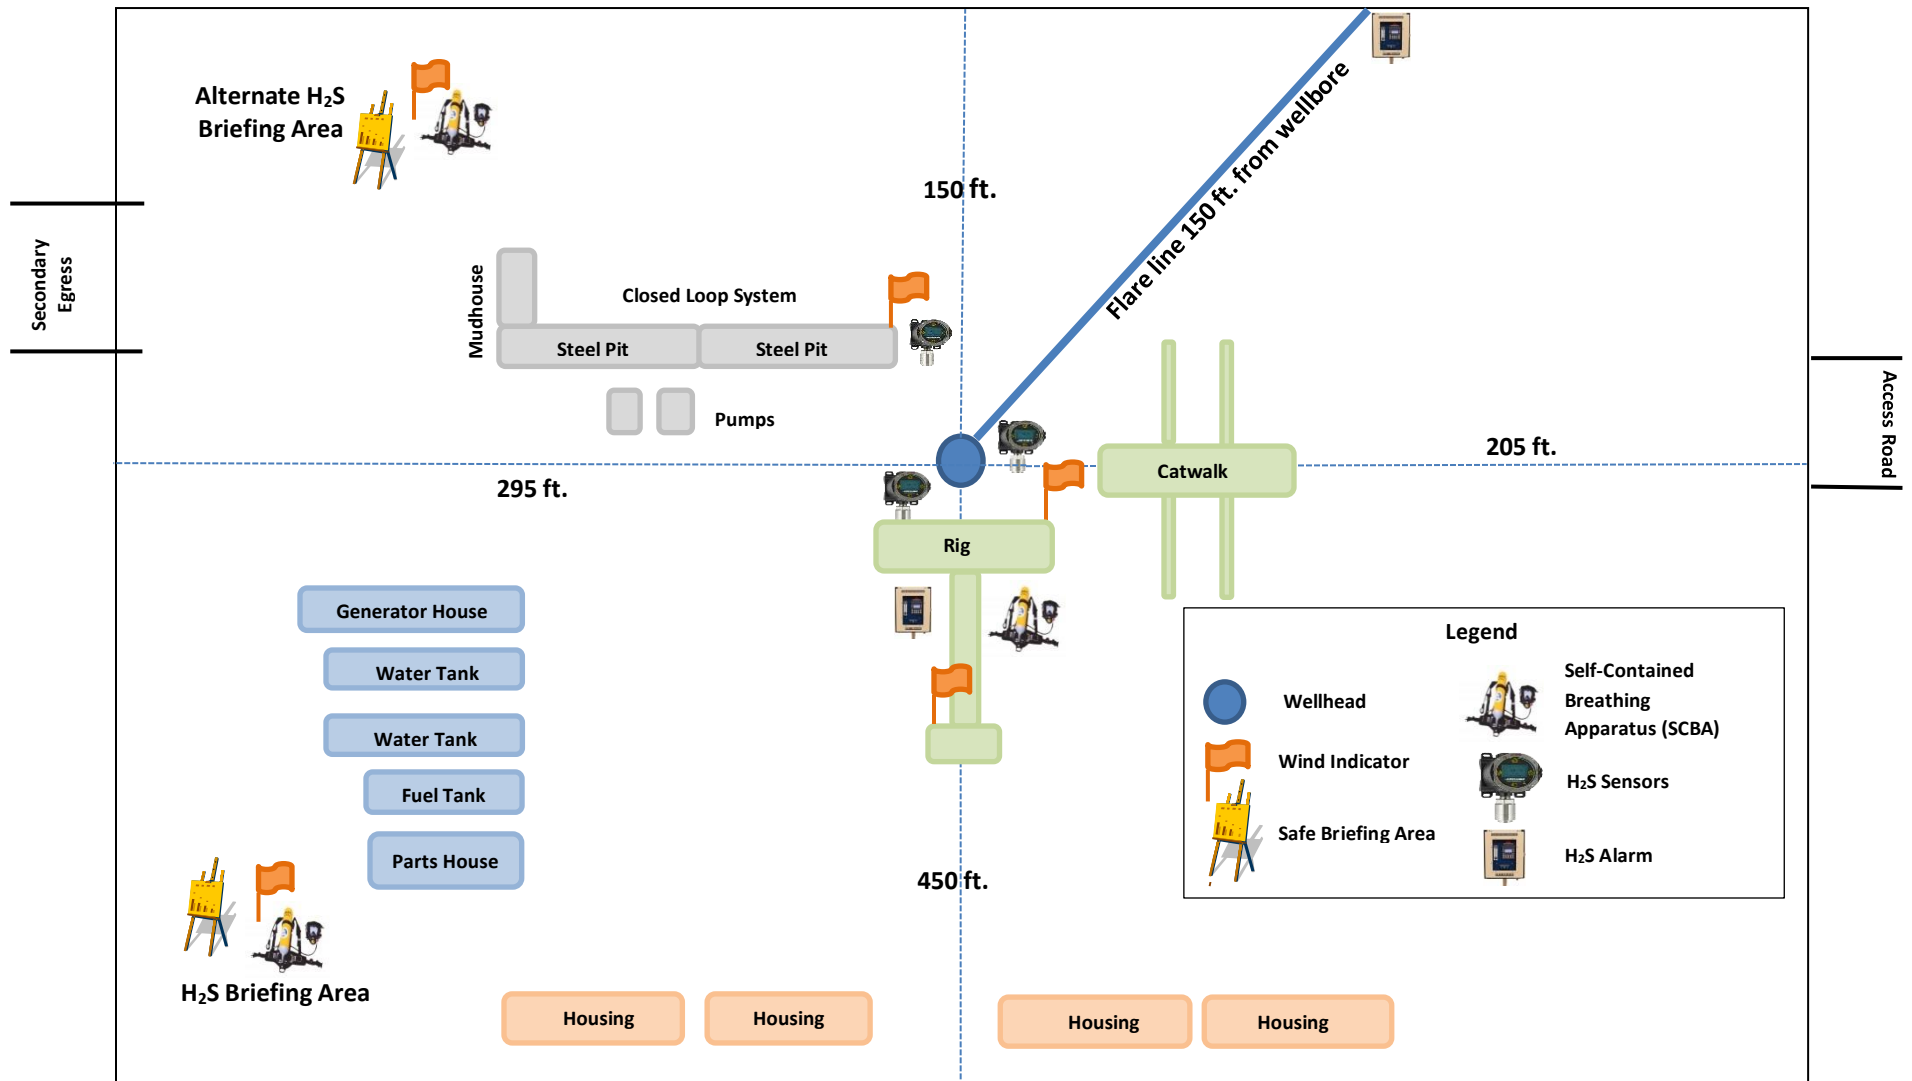 Alternate H₂S
Briefing Area
150 ft.
Flare line 150 ft. from wellbore
Secondary
Egress
Mudhouse
Closed Loop System
Steel Pit
Steel Pit
Pumps
Access Road
205 ft.
Catwalk
295 ft.
Rig
Generator House
Water Tank
Water Tank
Fuel Tank
Parts House
450 ft.
H₂S Briefing Area
Housing
Housing
Housing
Housing
Legend
Wellhead
Wind Indicator
Safe Briefing Area
Self-Contained
Breathing
Apparatus (SCBA)
H₂S Sensors
H₂S Alarm